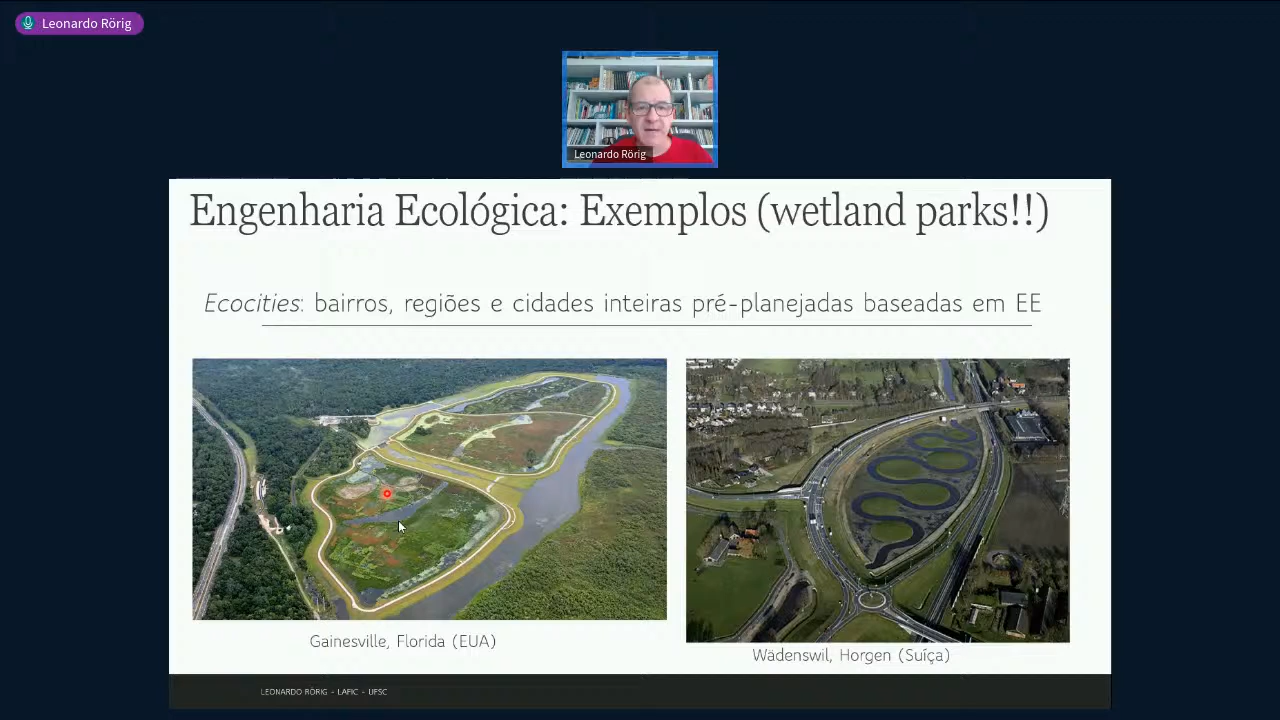 Leonardo Rörig
Leonardo Rörig
Engenharia Ecológica: Exemplos (wetland parks!!)
Ecocities: bairros, regiões e cidades inteiras pré-planejadas baseadas em EE
Gainesville, Florida (EUA)
Wädenswil, Horgen (Suíça)
LEONARDO RÖRIG - LAFIC - UFSC